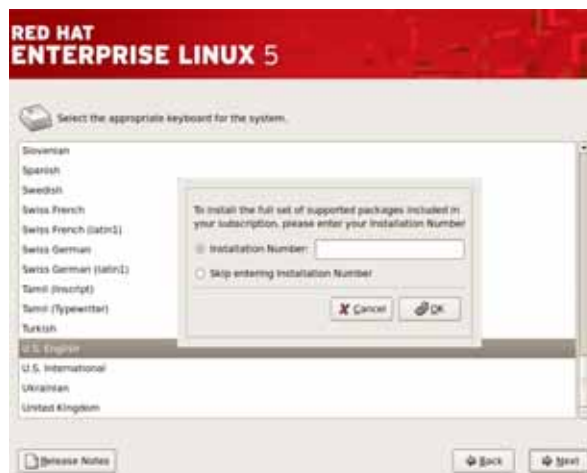 RED HAT
ENTERPRISE LINUX 5
Select the appropriate keyboard for the system.
Slovenian
Spanish
Swedish
Swiss French
Swiss French (latin1)
Swiss German
Swiss German (latin1)
Tamil (Inscript)
Tamil (Typewriter)
Turkish
U.S. English
U.S. International
Ukrainian
United Kingdom
To install the full set of supported packages included in
your subscription, please enter your Installation Number
Installation Number:
Skip entering Installation Number
Cancel
OK
Release Notes
Back
Next